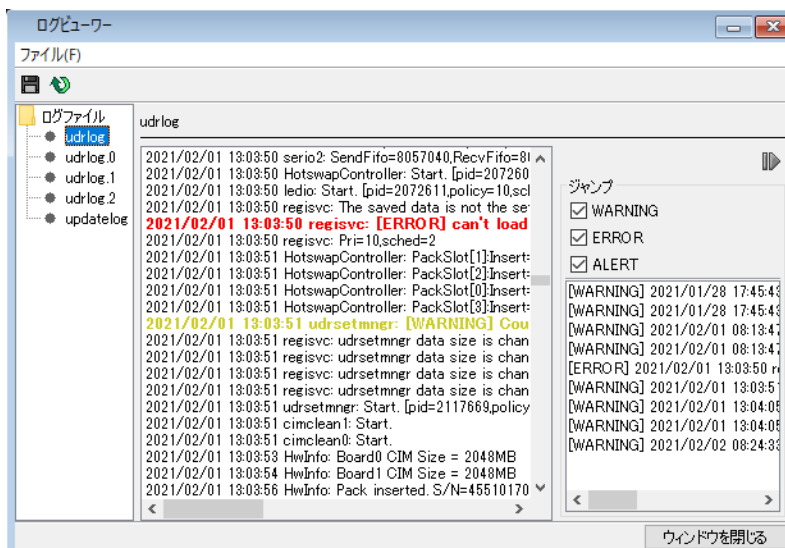 ログビューワー
ファイル(F)
ログファイル
udrlog
udrlog.0
udrlog.1
udrlog.2
updatelog
udrlog
2021/02/01 13:03:50 serio2: SendFifo=8057040,RecvFifo=8
2021/02/01 13:03:50 HotswapController: Start. [pid=207260
2021/02/01 13:03:50 ledio: Start. [pid=2072611,policy=10,scl
2021/02/01 13:03:50 regisvc: The saved data is not the se
2021/02/01 13:03:50 regisvc: [ERROR] can't load
2021/02/01 13:03:50 regisvc: Pri=10,sched=2
2021/02/01 13:03:51 HotswapController: PackSlot[1]:Insert=
2021/02/01 13:03:51 HotswapController: PackSlot[2]:Insert=
2021/02/01 13:03:51 HotswapController: PackSlot[0]:Insert=
2021/02/01 13:03:51 HotswapController: PackSlot[3]:Insert=
2021/02/01 13:03:51 udrsetmngr: [WARNING] Cou
2021/02/01 13:03:51 regisvc: udrsetmngr data size is chan
2021/02/01 13:03:51 regisvc: udrsetmngr data size is chan
2021/02/01 13:03:51 regisvc: udrsetmngr data size is chan
2021/02/01 13:03:51 regisvc: udrsetmngr data size is chan
2021/02/01 13:03:51 udrsetmngr: Start. [pid=2117669,policy
2021/02/01 13:03:51 cimclean1: Start.
2021/02/01 13:03:51 cimclean0: Start.
2021/02/01 13:03:53 HwInfo: Board0 CIM Size = 2048MB
2021/02/01 13:03:54 HwInfo: Board1 CIM Size = 2048MB
2021/02/01 13:03:56 HwInfo: Pack inserted. S/N=45510170
ジャンプ
WARNING
ERROR
ALERT
[WARNING] 2021/01/28 17:45:43
[WARNING] 2021/01/28 17:45:43
[WARNING] 2021/02/01 08:13:47
[WARNING] 2021/02/01 08:13:47
[ERROR] 2021/02/01 13:03:50 r
[WARNING] 2021/02/01 13:03:51
[WARNING] 2021/02/01 13:04:05
[WARNING] 2021/02/01 13:04:05
[WARNING] 2021/02/02 08:24:33
ウィンドウを閉じる